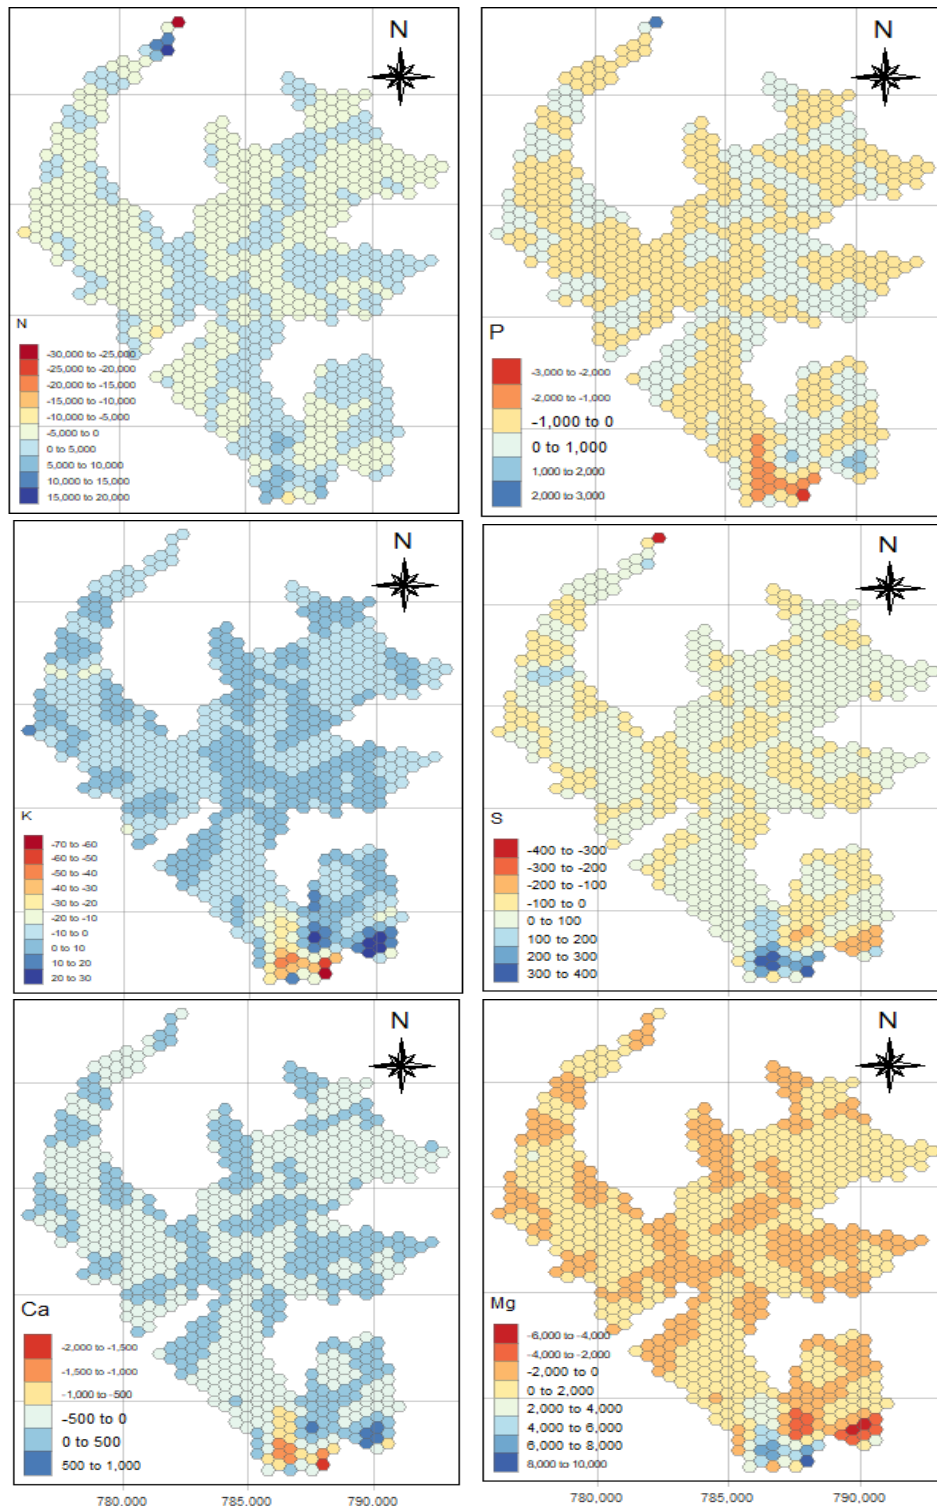 N
N
-30,000 to -25,000
-25,000 to -20,000
-20,000 to -15,000
-15,000 to -10,000
-10,000 to -5,000
-5,000 to 0
0 to 5,000
5,000 to 10,000
10,000 to 15,000
15,000 to 20,000
N
P
-3,000 to -2,000
-2,000 to -1,000
-1,000 to 0
0 to 1,000
1,000 to 2,000
2,000 to 3,000
N
K
-70 to -60
-60 to -50
-50 to -40
-40 to -30
-30 to -20
-20 to -10
-10 to 0
0 to 10
10 to 20
20 to 30
N
S
-400 to -300
-300 to -200
-200 to -100
-100 to 0
0 to 100
100 to 200
200 to 300
300 to 400
N
Ca
-2,000 to -1,500
-1,500 to -1,000
-1,000 to -500
-500 to 0
0 to 500
500 to 1,000
N
Mg
-6,000 to -4,000
-4,000 to -2,000
-2,000 to 0
0 to 2,000
2,000 to 4,000
4,000 to 6,000
6,000 to 8,000
8,000 to 10,000
780,000 785,000 790,000 780,000 785,000 790,000